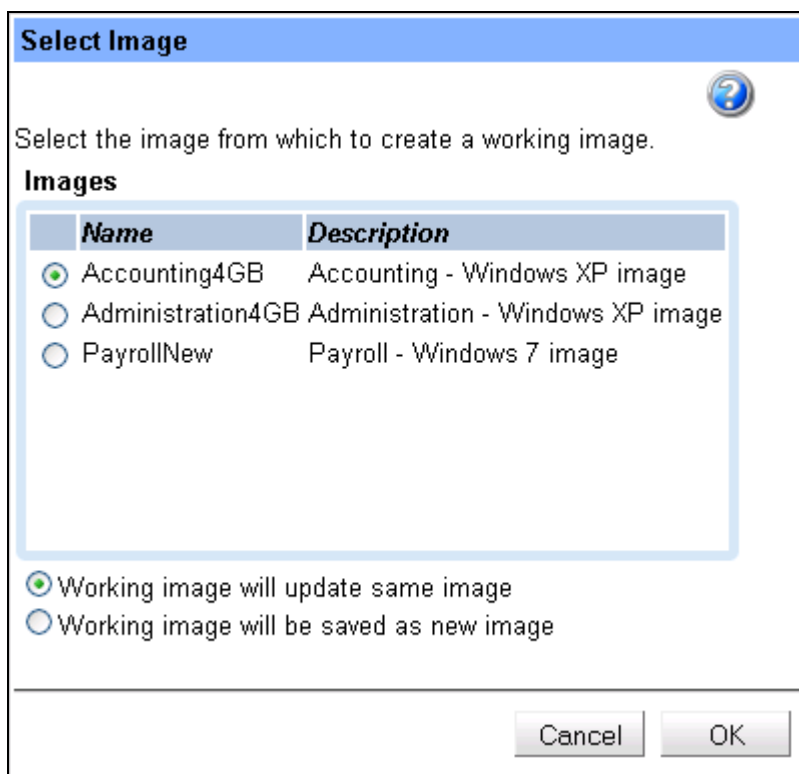 Select Image
?
Select the image from which to create a working image.
Images
Name Description
Accounting4GB Accounting - Windows XP image
Administration4GB Administration - Windows XP image
PayrollNew Payroll - Windows 7 image
Working image will update same image
Working image will be saved as new image
Cancel OK